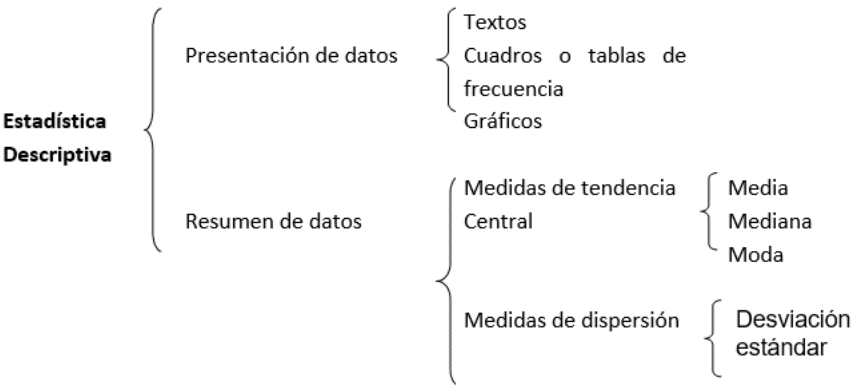 Textos
Presentación de datos
Cuadros o tablas de
frecuencia
Gráficos
Estadística
Descriptiva
Medidas de tendencia
Central
Media
Mediana
Moda
Resumen de datos
Medidas de dispersión
Desviación
estándar